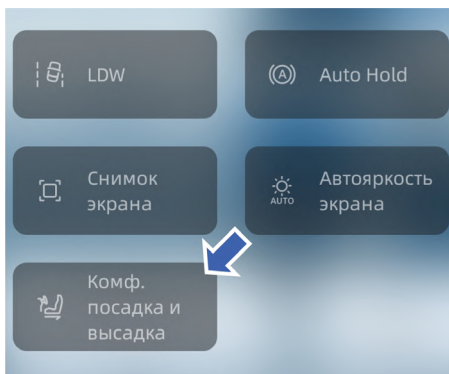 LDW
Auto Hold
Снимок
экрана
AUTO
Автояркость
экрана
Комф.
посадка и
высадка